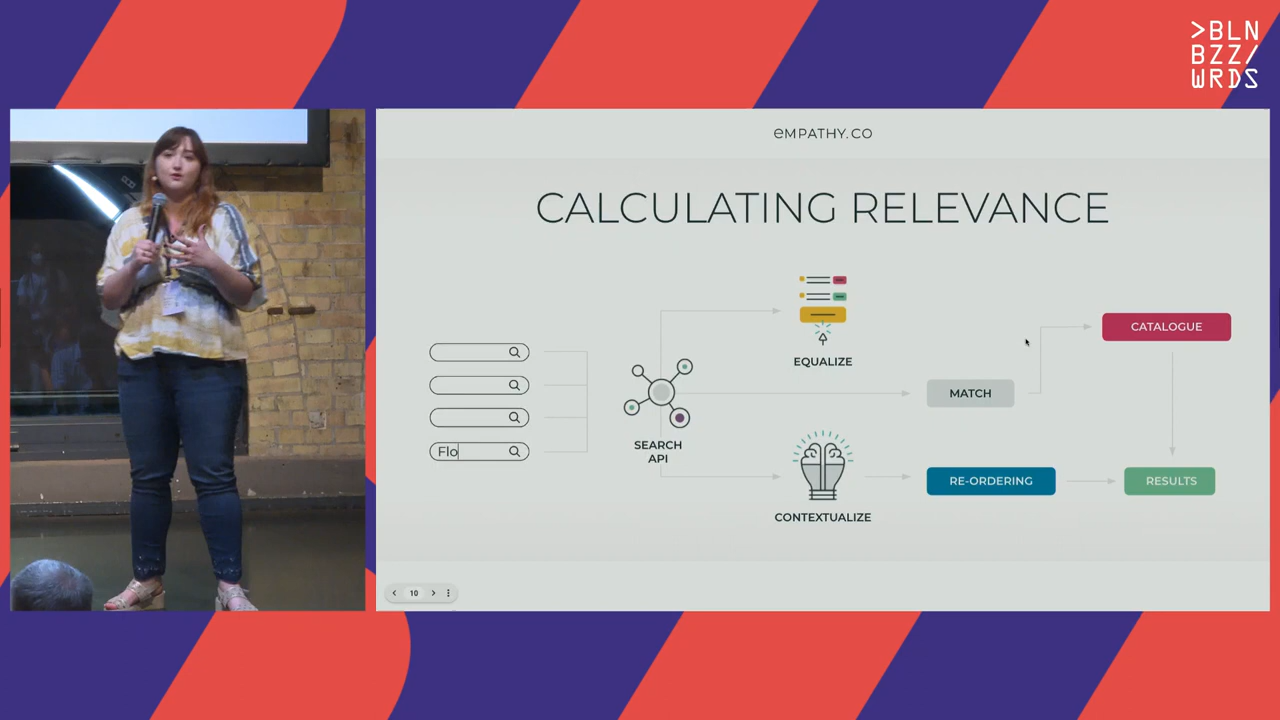 >BLN
BZZ/
WRDS
eMPATHY.CO
CALCULATING RELEVANCE
EQUALIZE
CATALOGUE
MATCH
Flo
SEARCH
API
RE-ORDERING
RESULTS
CONTEXTUALIZE
10